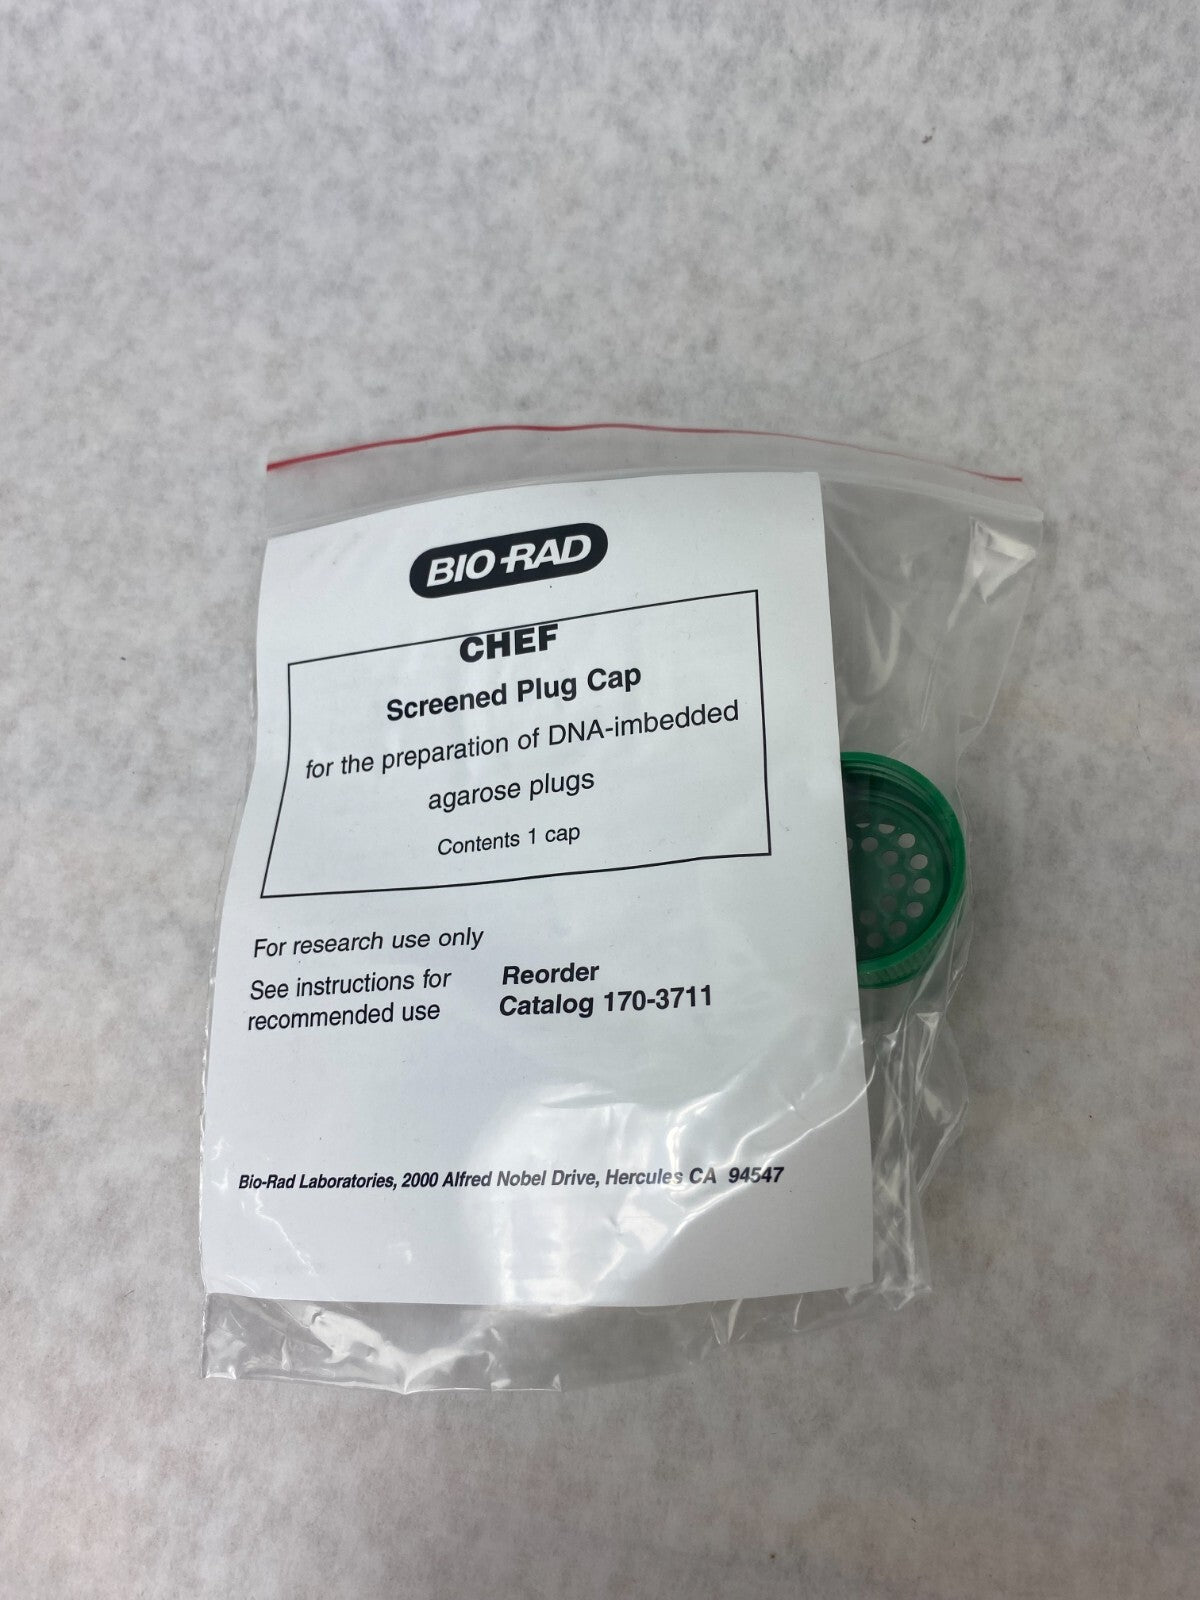 BIO-RAD
CHEF
Screened Plug Cap
for the preparation of DNA-imbedded
agarose plugs
Contents 1 cap
For research use only
See instructions for
recommended use
Reorder
Catalog 170-3711
Bio-Rad Laboratories, 2000 Alfred Nobel Drive, Hercules CA 94547